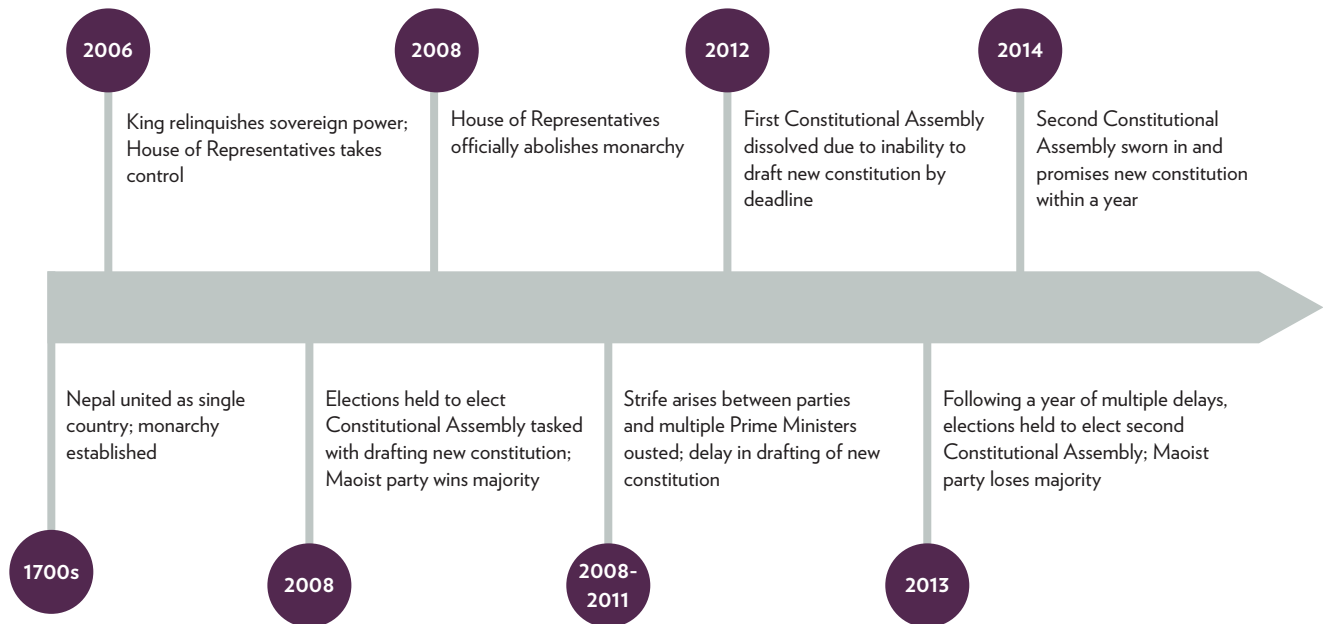 2006
King relinquishes sovereign power;
House of Representatives takes
control
2008
House of Representatives
officially abolishes monarchy
2012
First Constitutional Assembly
dissolved due to inability to
draft new constitution by
deadline
2014
Second Constitutional
Assembly sworn in and
promises new constitution
within a year
Nepal united as single
country; monarchy
established
1700s
Elections held to elect
Constitutional Assembly tasked
with drafting new constitution;
Maoist party wins majority
2008
Strife arises between parties
and multiple Prime Ministers
ousted; delay in drafting of new
constitution
2008-
2011
Following a year of multiple delays,
elections held to elect second
Constitutional Assembly; Maoist
party loses majority
2013